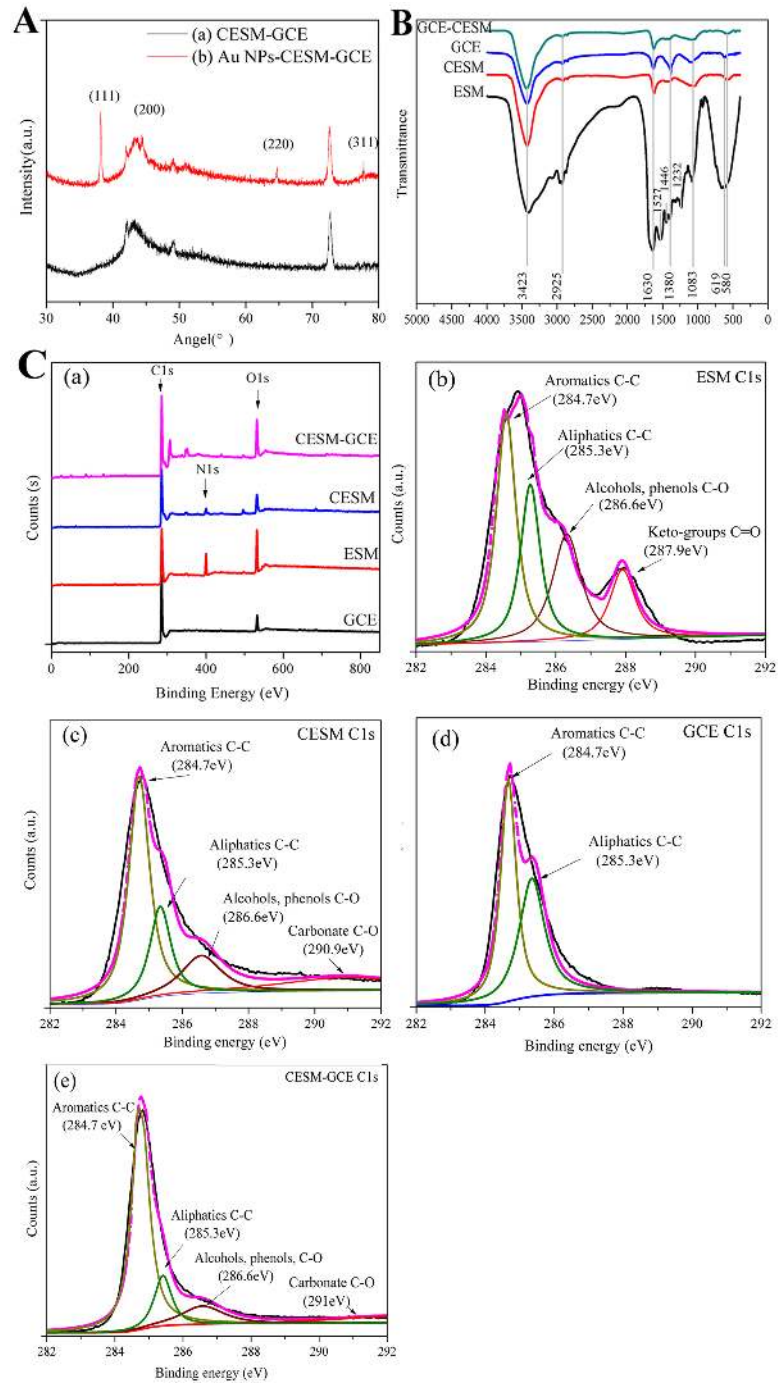 A
(a) CESM-GCE
(b) Au NPs-CESM-GCE
(111)
(200)
(220)
(311)
Intensity(a.u.)
30 40 50 60 70 80
Angel(°)
B
GCE-CESM
GCE
CESM
ESM
Transmittance
1527
1446
1232
3423
2925
1630
1380
1083
619
580
5000 4500 4000 3500 3000 2500 2000 1500 1000 500 0
C
(a)
C1s
O1s
N1s
CESM-GCE
CESM
ESM
GCE
Counts (s)
0 200 400 600 800
Binding Energy (eV)
(b)
ESM C1s
Aromatics C-C
(284.7eV)
Aliphatics C-C
(285.3eV)
Alcohols, phenols C-O
(286.6eV)
Keto-groups C=O
(287.9eV)
Counts (a.u.)
282 284 286 288 290 292
Binding energy (eV)
(c)
CESM C1s
Aromatics C-C
(284.7eV)
Aliphatics C-C
(285.3eV)
Alcohols, phenols C-O
(286.6eV)
Carbonate C-O
(290.9eV)
Counts (a.u.)
282 284 286 288 290 292
Binding energy (eV)
(d)
GCE C1s
Aromatics C-C
(284.7eV)
Aliphatics C-C
(285.3eV)
Counts (a.u.)
282 284 286 288 290 292
Binding energy (eV)
(e)
CESM-GCE C1s
Aromatics C-C
(284.7 eV)
Aliphatics C-C
(285.3eV)
Alcohols, phenols, C-O
(286.6eV)
Carbonate C-O
(291eV)
Counts (a.u.)
282 284 286 288 290 292
Binding energy (eV)